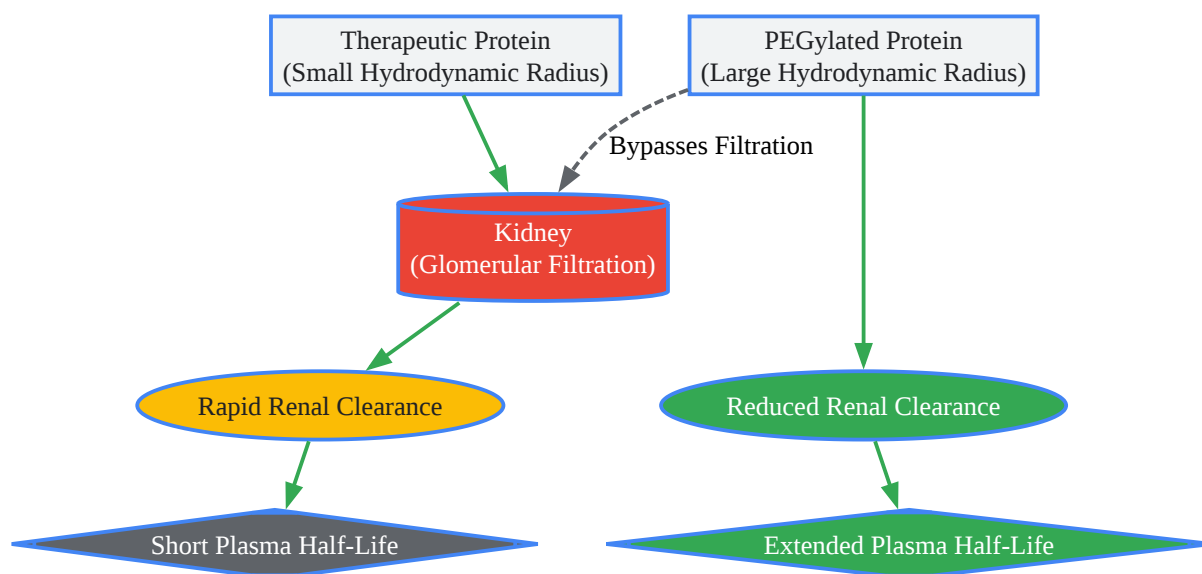 Therapeutic Protein
(Small Hydrodynamic Radius)
PEGylated Protein
(Large Hydrodynamic Radius)
Bypasses Filtration
Kidney
(Glomerular Filtration)
Rapid Renal Clearance
Reduced Renal Clearance
Short Plasma Half-Life
Extended Plasma Half-Life